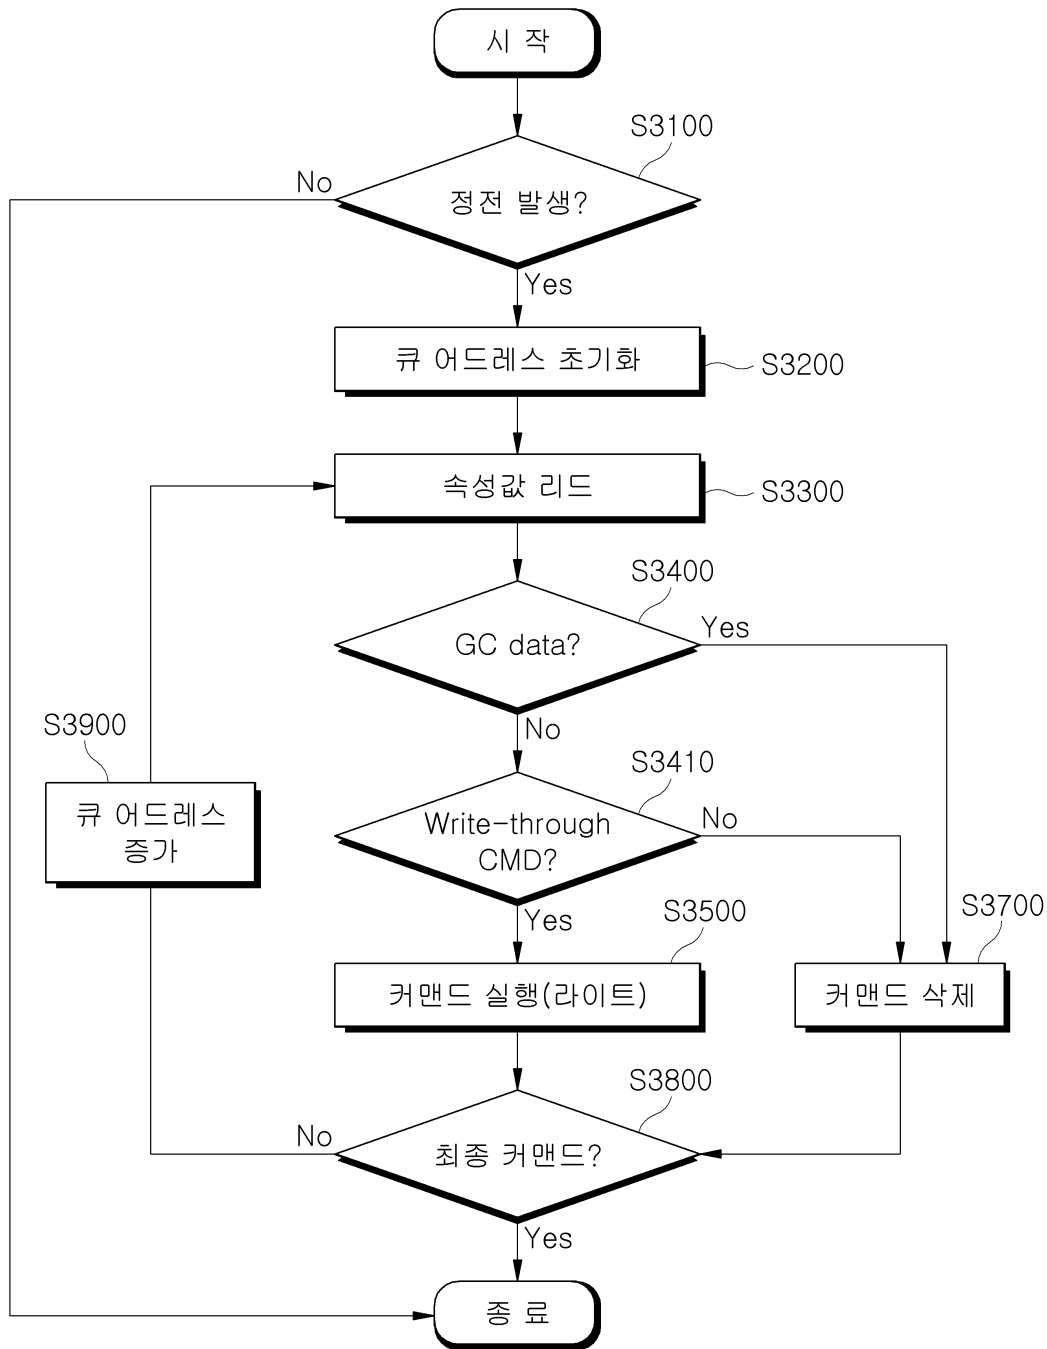 시 작
S3100
No
정전 발생?
Yes
큐 어드레스 초기화
S3200
속성값 리드
S3300
S3400
GC data?
Yes
No
S3900
큐 어드레스
증가
S3410
Write-through
CMD?
No
Yes
S3500
커맨드 실행(라이트)
S3700
커맨드 삭제
S3800
No
최종 커맨드?
Yes
종 료